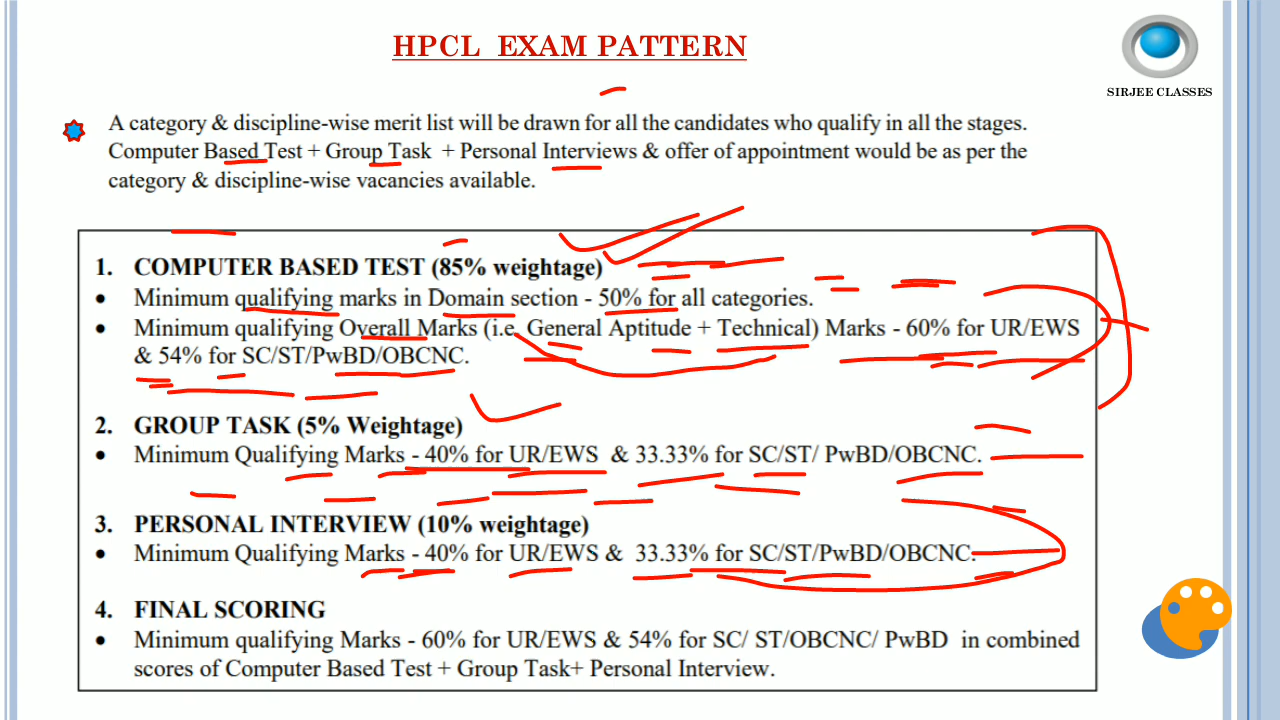 HPCL EXAM PATTERN
SIRJEE CLASSES
A category & discipline-wise merit list will be drawn for all the candidates who qualify in all the stages.
Computer Based Test + Group Task + Personal Interviews & offer of appointment would be as per the
category & discipline-wise vacancies available.
1. COMPUTER BASED TEST (85% weightage)
• Minimum qualifying marks in Domain section - 50% for all categories.
• Minimum qualifying Overall Marks (i.e. General Aptitude + Technical) Marks - 60% for UR/EWS
& 54% for SC/ST/PwBD/OBCNC.
2. GROUP TASK (5% Weightage)
• Minimum Qualifying Marks - 40% for UR/EWS & 33.33% for SC/ST/ PwBD/OBCNC.
3. PERSONAL INTERVIEW (10% weightage)
• Minimum Qualifying Marks - 40% for UR/EWS & 33.33% for SC/ST/PwBD/OBCNC.
4. FINAL SCORING
• Minimum qualifying Marks - 60% for UR/EWS & 54% for SC/ ST/OBCNC/ PwBD in combined
scores of Computer Based Test + Group Task+ Personal Interview.